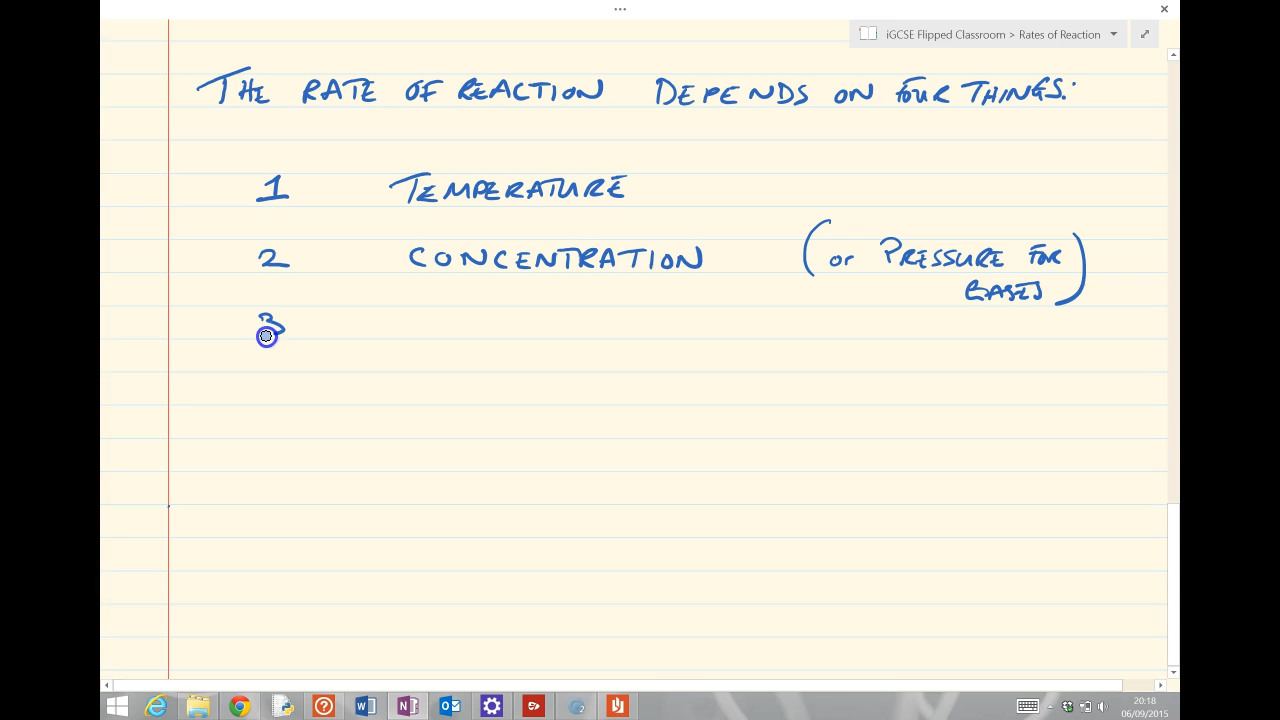 iGCSE Flipped Classroom > Rates of Reaction
THE RATE OF REACTION DEPENDS ON FOUR THINGS.
1 TEMPERATURE
2 CONCENTRATION (or PRESSURE FOR
GASES)
3
20:18
06/09/2015